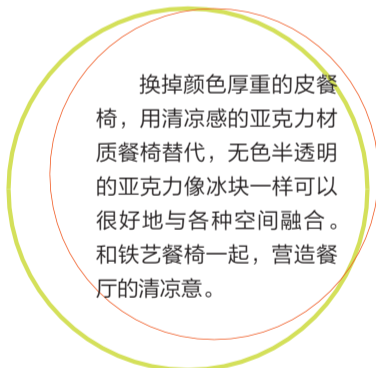 换掉颜色厚重的皮餐
椅，用清凉感的亚克力材
质餐椅替代，无色半透明
的亚克力像冰块一样可以
很好地与各种空间融合。
和铁艺餐椅一起，营造餐
厅的清凉意。